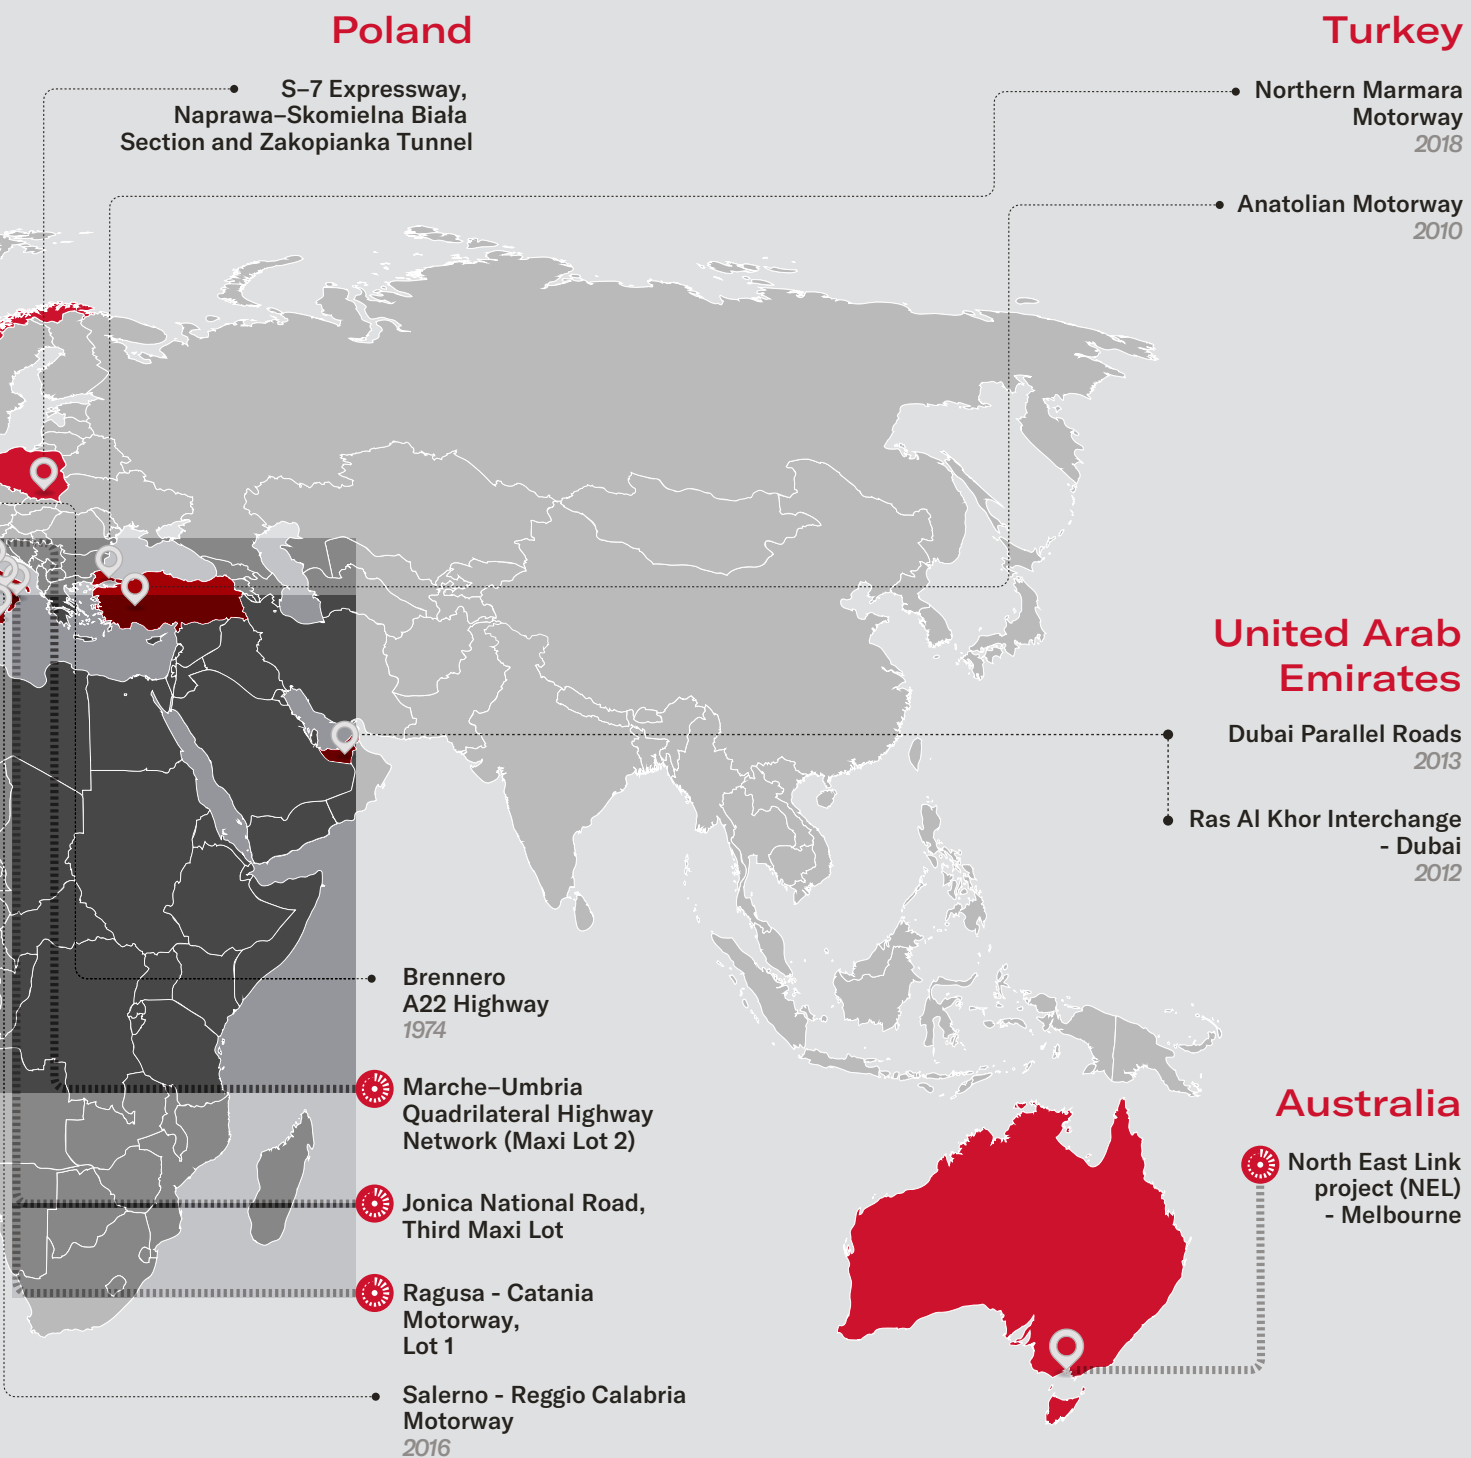 Poland
S–7 Expressway,
Naprawa–Skomielna Biała
Section and Zakopianka Tunnel
Turkey
Northern Marmara
Motorway
2018
Anatolian Motorway
2010
United Arab
Emirates
Dubai Parallel Roads
2013
Ras Al Khor Interchange
- Dubai
2012
Brennero
A22 Highway
1974
Marche–Umbria
Quadrilateral Highway
Network (Maxi Lot 2)
Jonica National Road,
Third Maxi Lot
Ragusa - Catania
Motorway,
Lot 1
Salerno - Reggio Calabria
Motorway
2016
Australia
North East Link
project (NEL)
- Melbourne